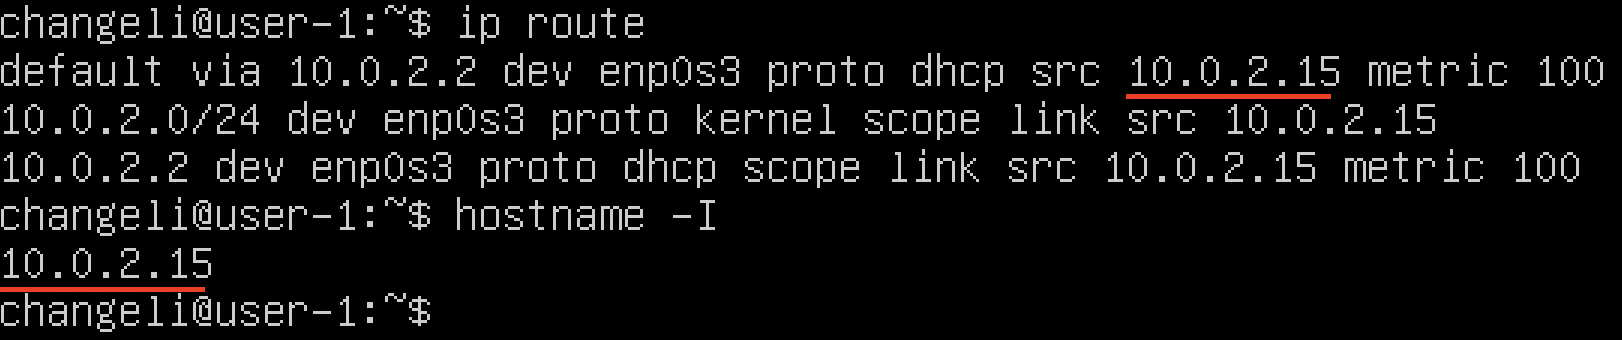 changeli@user-1:~$ ip route
default via 10.0.2.2 dev enp0s3 proto dhcp src 10.0.2.15 metric 100
10.0.2.0/24 dev enp0s3 proto kernel scope link src 10.0.2.15
10.0.2.2 dev enp0s3 proto dhcp scope link src 10.0.2.15 metric 100
changeli@user-1:~$ hostname -I
10.0.2.15
changeli@user-1:~$